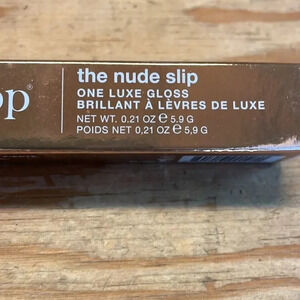 op®
the nude slip
ONE LUXE GLOSS
BRILLANT À LÈVRES DE LUXE
NET WT. 0.21 OZ ℮ 5.9 G
POIDS NET 0,21 OZ ℮ 5,9 G